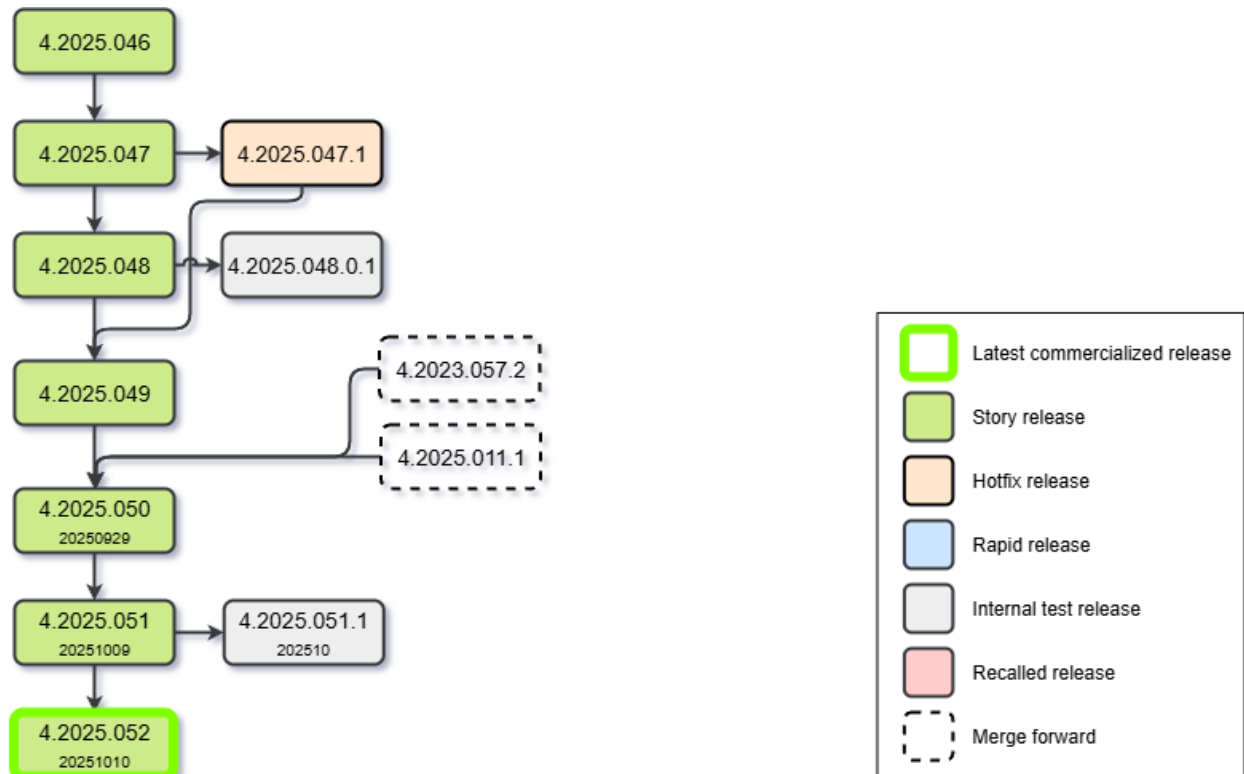 4.2025.046
4.2025.047
4.2025.047.1
4.2025.048
4.2025.048.0.1
4.2025.049
4.2023.057.2
4.2025.011.1
4.2025.050
20250929
4.2025.051
20251009
4.2025.051.1
202510
4.2025.052
20251010
Latest commercialized release
Story release
Hotfix release
Rapid release
Internal test release
Recalled release
Merge forward